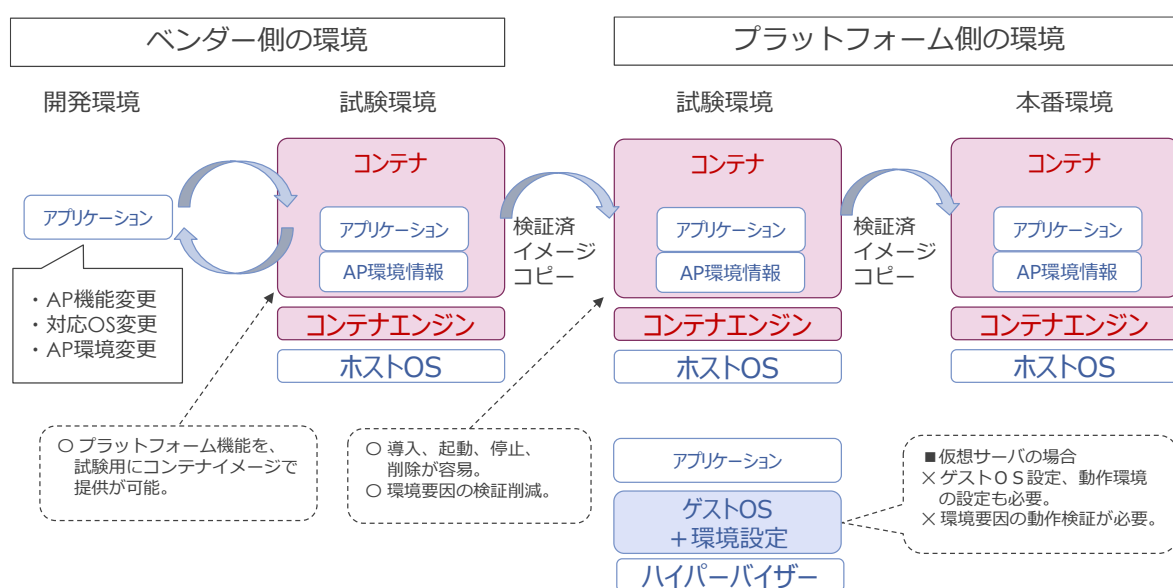 ベンダー側の環境
プラットフォーム側の環境
開発環境
試験環境
試験環境
本番環境
コンテナ
コンテナ
コンテナ
アプリケーション
アプリケーション
アプリケーション
アプリケーション
AP環境情報
AP環境情報
AP環境情報
検証済
イメージ
コピー
検証済
イメージ
コピー
・AP機能変更
・対応OS変更
・AP環境変更
コンテナエンジン
コンテナエンジン
コンテナエンジン
ホストOS
ホストOS
ホストOS
○ プラットフォーム機能を、
試験用にコンテナイメージで
提供が可能。
○ 導入、起動、停止、
削除が容易。
○ 環境要因の検証削減。
アプリケーション
ゲストOS
＋環境設定
ハイパーバイザー
■仮想サーバの場合
× ゲストＯＳ設定、動作環境
の設定も必要。
× 環境要因の動作検証が必要。